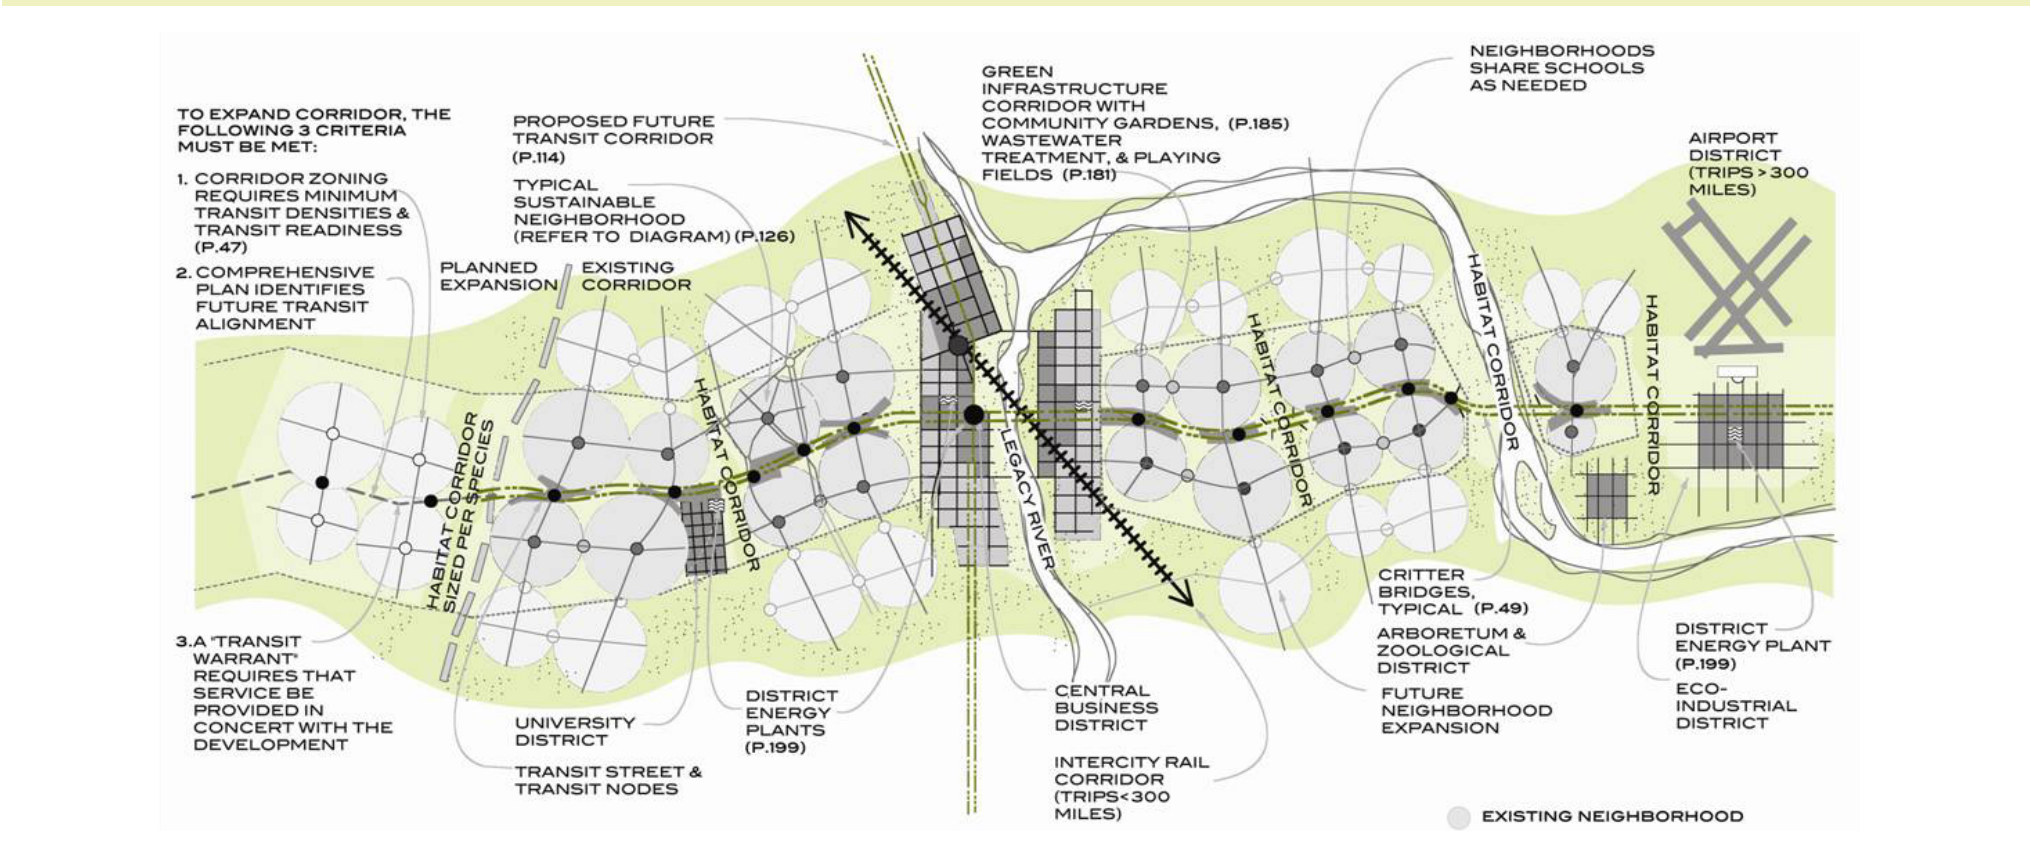 TO EXPAND CORRIDOR, THE
FOLLOWING 3 CRITERIA
MUST BE MET:
1. CORRIDOR ZONING
REQUIRES MINIMUM
TRANSIT DENSITIES &
TRANSIT READINESS
(P.47)
2. COMPREHENSIVE
PLAN IDENTIFIES
FUTURE TRANSIT
ALIGNMENT
3. A "TRANSIT
WARRANT"
REQUIRES THAT
SERVICE BE
PROVIDED IN
CONCERT WITH THE
DEVELOPMENT
PROPOSED FUTURE
TRANSIT CORRIDOR
(P.114)
TYPICAL
SUSTAINABLE
NEIGHBORHOOD
(REFER TO DIAGRAM) (P.126)
PLANNED
EXPANSION
EXISTING
CORRIDOR
GREEN
INFRASTRUCTURE
CORRIDOR WITH
COMMUNITY GARDENS, (P.185)
WASTEWATER
TREATMENT, & PLAYING
FIELDS (P.181)
NEIGHBORHOODS
SHARE SCHOOLS
AS NEEDED
AIRPORT
DISTRICT
(TRIPS > 300
MILES)
HABITAT CORRIDOR
SIZED PER SPECIES
HABITAT CORRIDOR
LEGACY RIVER
HABITAT CORRIDOR
HABITAT CORRIDOR
HABITAT CORRIDOR
UNIVERSITY
DISTRICT
TRANSIT STREET &
TRANSIT NODES
DISTRICT
ENERGY
PLANTS
(P.199)
CENTRAL
BUSINESS
DISTRICT
INTERCITY RAIL
CORRIDOR
(TRIPS<300
MILES)
CRITTER
BRIDGES,
TYPICAL (P.49)
ARBORETUM &
ZOOLOGICAL
DISTRICT
FUTURE
NEIGHBORHOOD
EXPANSION
DISTRICT
ENERGY PLANT
(P.199)
ECO-
INDUSTRIAL
DISTRICT
EXISTING NEIGHBORHOOD